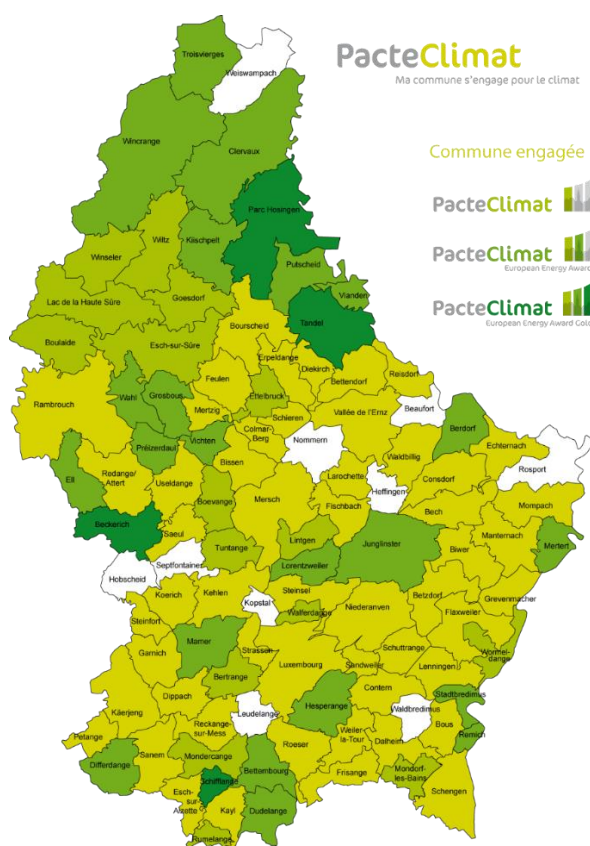 PacteClimat
Ma commune s'engage pour le climat
Commune engagée
PacteClimat
PacteClimat
European Energy Award
PacteClimat
European Energy Award Gold
Troisvierges
Weiswampach
Wincrange
Clervaux
Parc Hosingen
Wiltz
Kiischpelt
Winseler
Putscheid
Goesdorf
Vianden
Lac de la Haute Sûre
Bourscheid
Tandel
Boulaide
Esch-sur-Sûre
Erpeldange
Diekirch
Reisdorf
Feulen
Bettendorf
Rambrouch
Wahl
Grosbous
Ettelbruck
Beaufort
Mertzig
Schieren
Vallée de l'Ernz
Berdorf
Colmar-
Berg
Echternach
Préizerdaul
Vichten
Nommern
Waldbillig
Bissen
Rosport
Ell
Redange/
Attert
Useldange
Larochette
Heffingen
Consdorf
Boevange
Mersch
Fischbach
Mompach
Beckerich
Bech
Saeul
Lintgen
Junglinster
Manternach
Tuntange
Biwer
Mertert
Septfontaines
Lorentzweiler
Hobscheid
Koerich
Kehlen
Steinsel
Betzdorf
Grevenmacher
Kopstal
Walferdange
Niederanven
Flaxweiler
Steinfort
Mamer
Strassen
Schuttrange
Wormel-
dange
Garnich
Luxembourg
Sandweiler
Lenningen
Bertrange
Contern
Dippach
Stadtbredimus
Käerjeng
Hesperange
Waldbredimus
Leudelange
Bous
Reckange-
sur-Mess
Weiler-
la-Tour
Remich
Petange
Roeser
Dalheim
Sanem
Mondercange
Differdange
Bettembourg
Frisange
Mondorf-
les-Bains
Schengen
Schifflange
Esch-
sur-
Alzette
Kayl
Dudelange
Rumelange